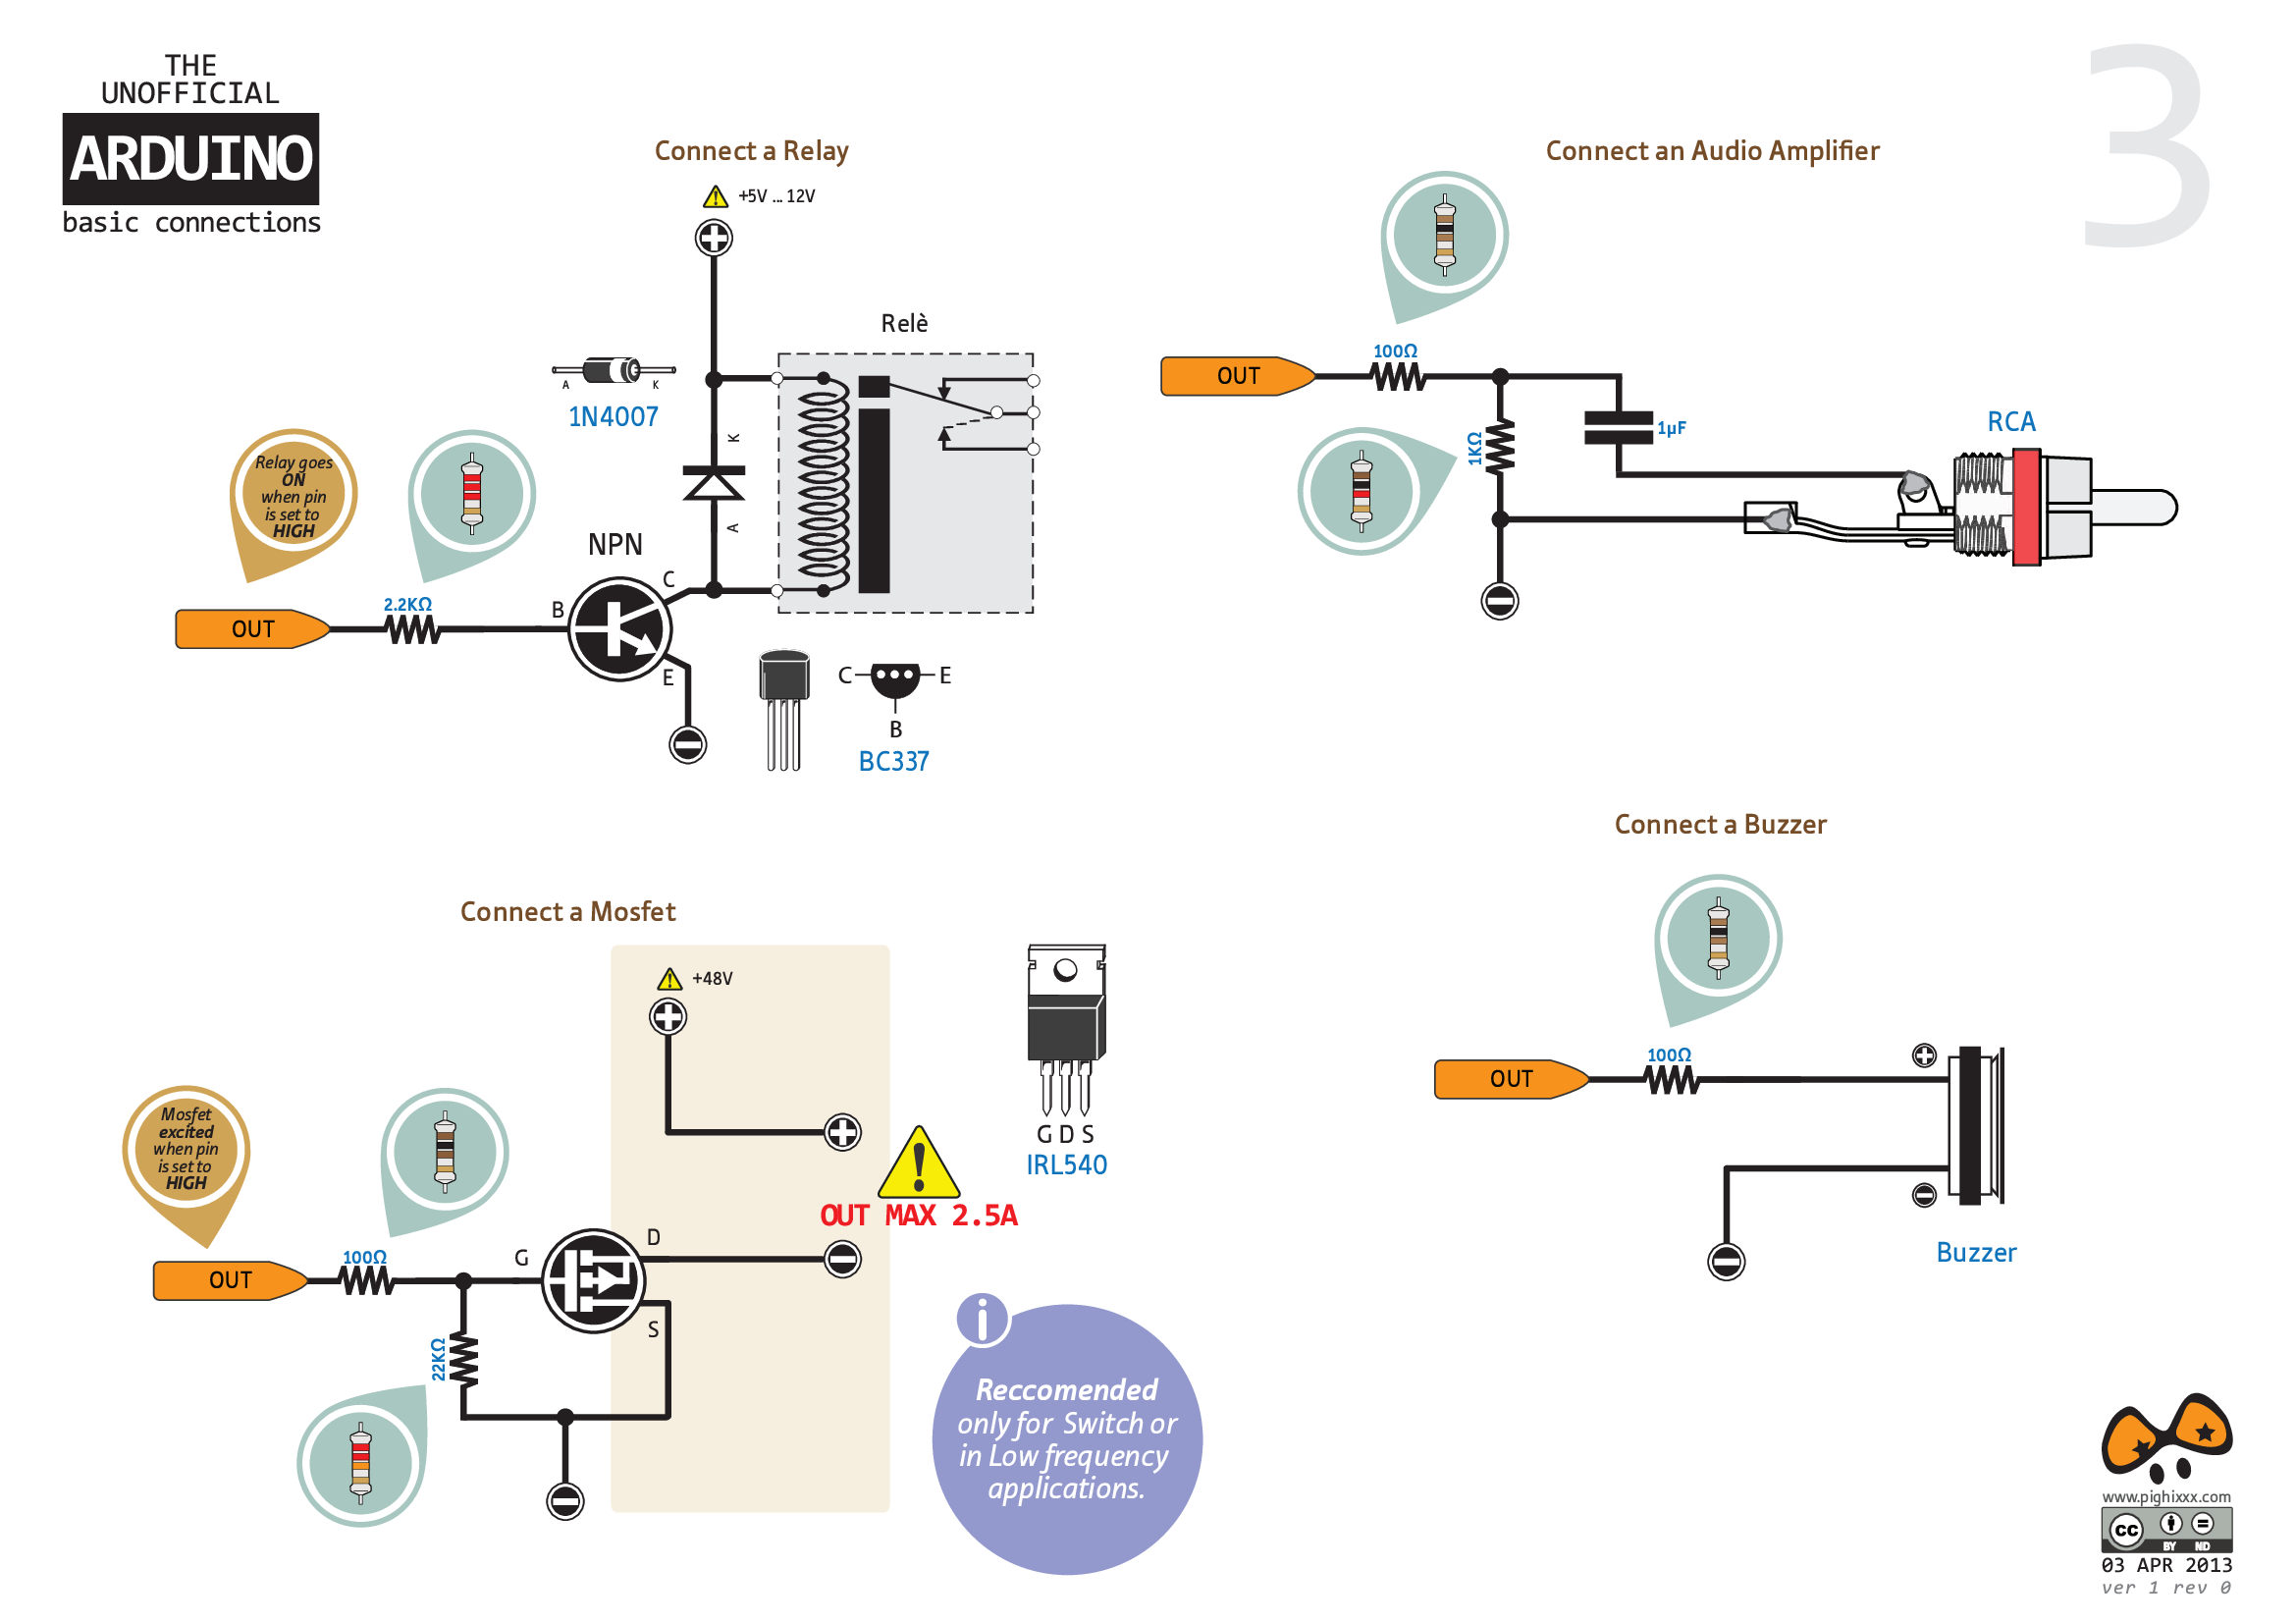 THE
UNOFFICIAL
ARDUINO
basic connections
3
Connect a Relay
+5V ... 12V
Relè
A
K
1N4007
K
A
Relay goes
ON
when pin
is set to
HIGH
NPN
C
B
E
2.2KΩ
OUT
C
E
B
BC337
Connect an Audio Amplifier
100Ω
OUT
1KΩ
1µF
RCA
Connect a Mosfet
+48V
G D S
IRL540
OUT MAX 2.5A
Mosfet
excited
when pin
is set to
HIGH
100Ω
OUT
G
D
S
22KΩ
i
Reccomended
only for Switch or
in Low frequency
applications.
Connect a Buzzer
100Ω
OUT
Buzzer
www.pighixxx.com
cc
BY ND
03 APR 2013
ver 1 rev 0